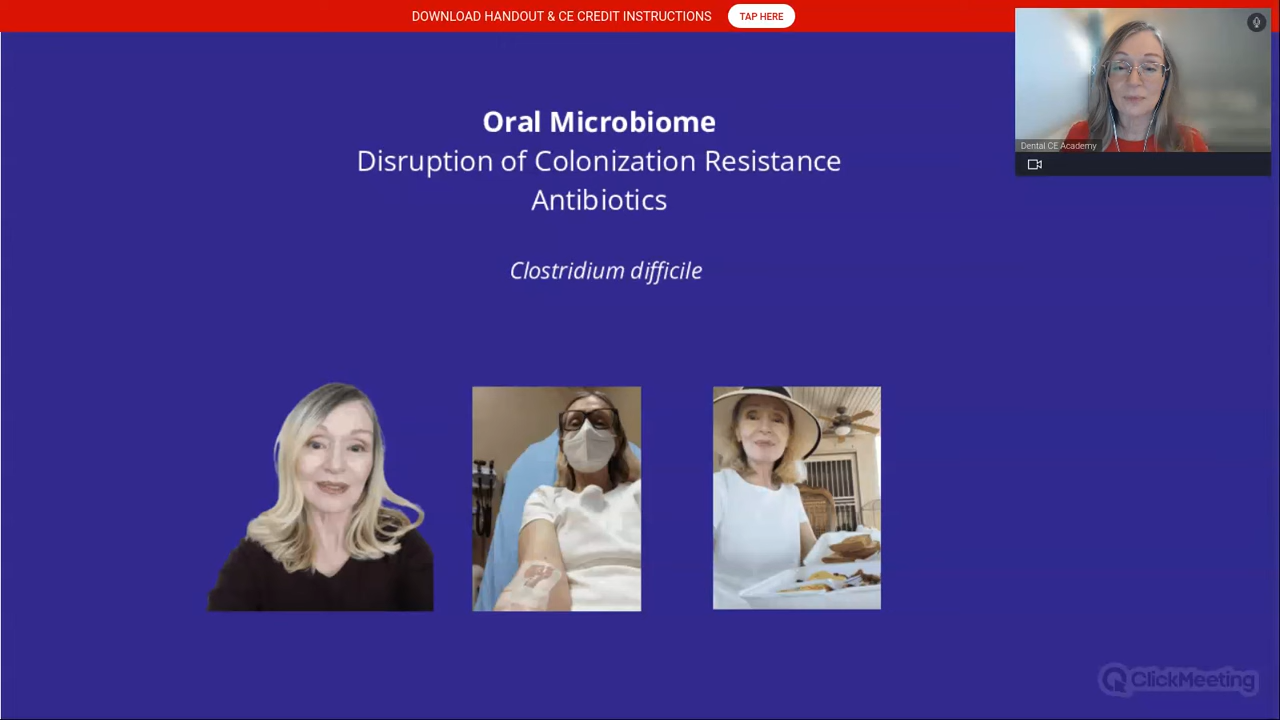 DOWNLOAD HANDOUT & CE CREDIT INSTRUCTIONS
TAP HERE
Dental CE Academy
Oral Microbiome
Disruption of Colonization Resistance
Antibiotics
Clostridium difficile
ClickMeeting